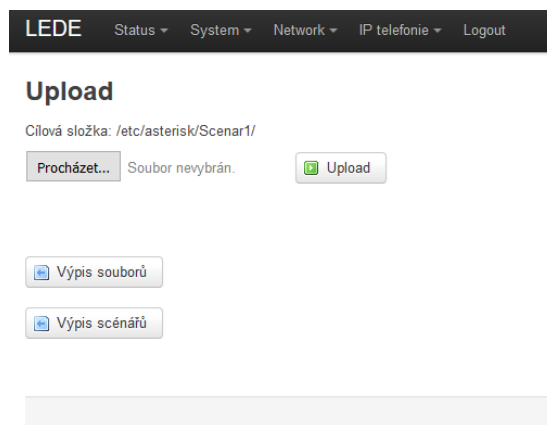 LEDE Status System Network IP telefonie Logout
Upload
Cílová složka: /etc/asterisk/Scenar1/
Procházet... Soubor nevybrán. Upload
Výpis souborů
Výpis scénářů